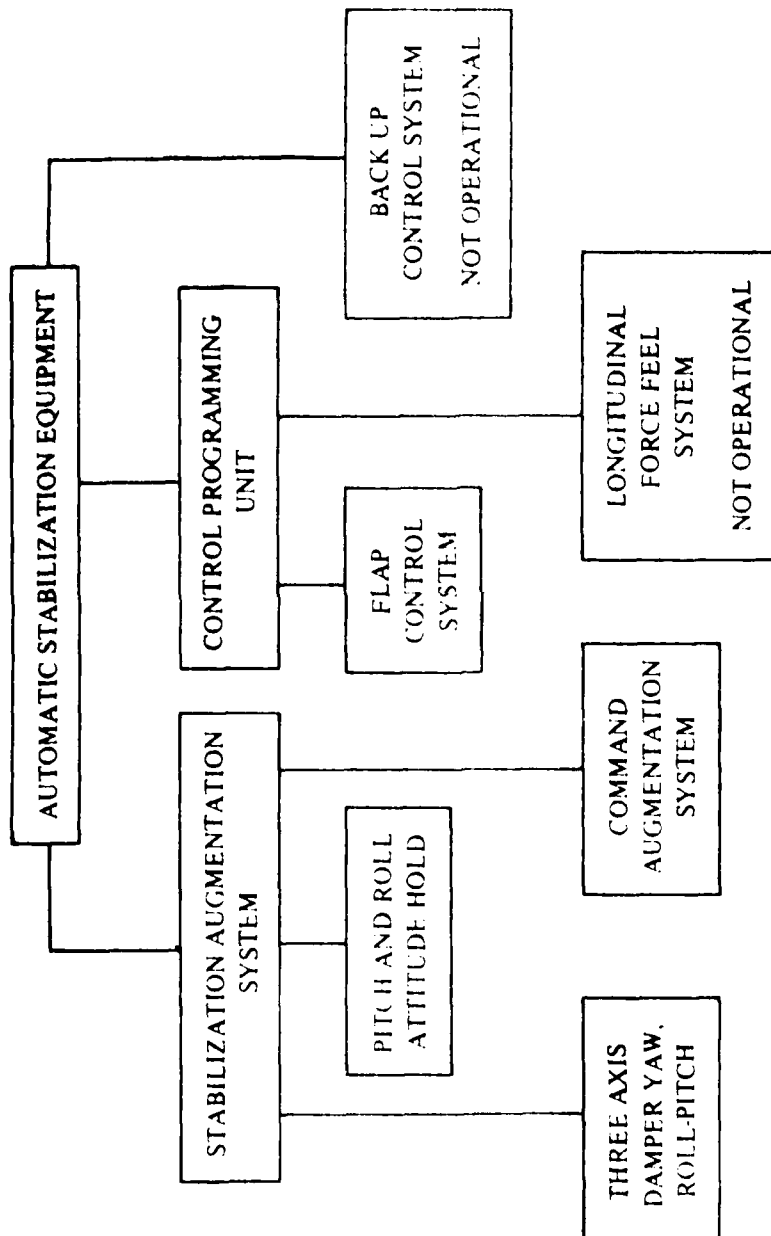 AUTOMATIC STABILIZATION EQUIPMENT
STABILIZATION AUGMENTATION
SYSTEM
CONTROL PROGRAMMING
UNIT
BACK UP
CONTROL SYSTEM
NOT OPERATIONAL
PITCH AND ROLL
ATTITUDE HOLD
FLAP
CONTROL
SYSTEM
THREE AXIS
DAMPER YAW,
ROLL-PITCH
COMMAND
AUGMENTATION
SYSTEM
LONGITUDINAL
FORCE FEEL
SYSTEM
NOT OPERATIONAL